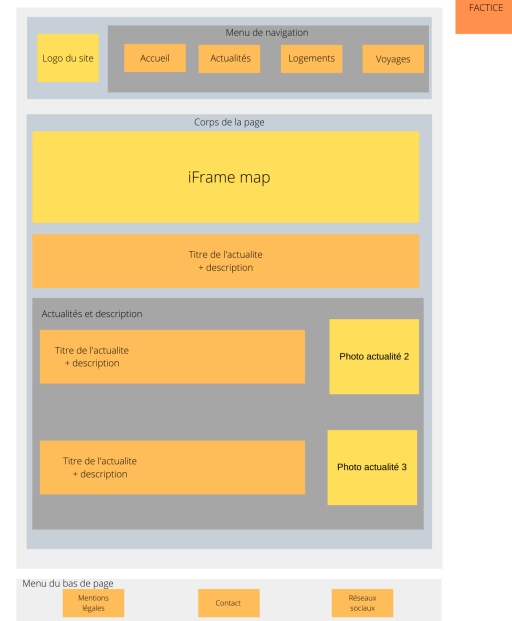 FACTICE
Menu de navigation
Logo du site
Accueil
Actualités
Logements
Voyages
Corps de la page
iFrame map
Titre de l'actualite
+ description
Actualités et description
Titre de l'actualite
+ description
Photo actualité 2
Titre de l'actualite
+ description
Photo actualité 3
Menu du bas de page
Mentions
légales
Contact
Réseaux
sociaux